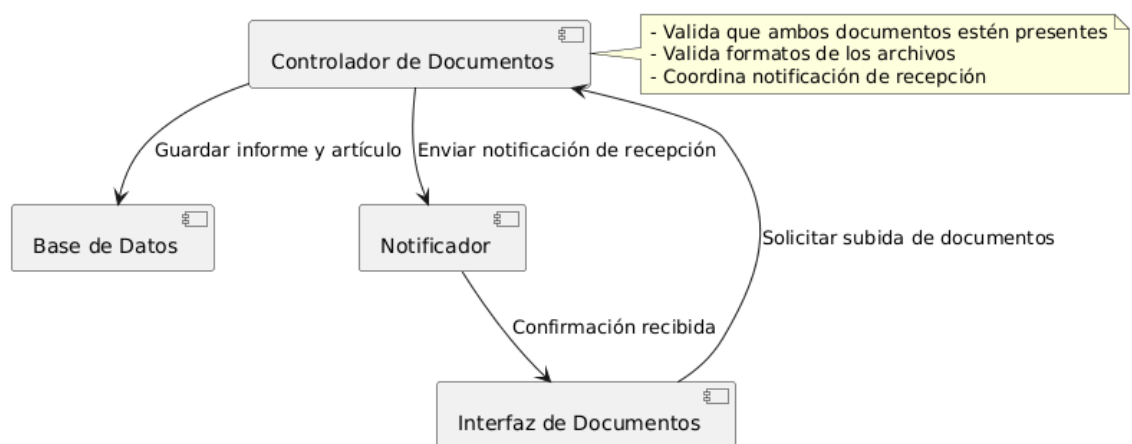 Controlador de Documentos
- Valida que ambos documentos estén presentes
- Valida formatos de los archivos
- Coordina notificación de recepción
Guardar informe y artículo
Enviar notificación de recepción
Base de Datos
Notificador
Solicitar subida de documentos
Confirmación recibida
Interfaz de Documentos